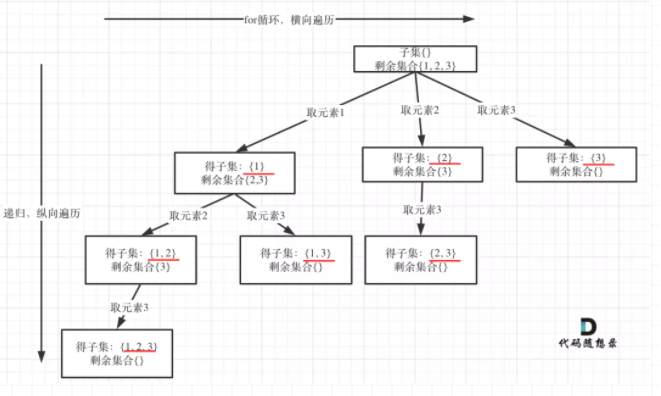 for循环，横向遍历
子集{}
剩余集合{1, 2, 3}
取元素1
取元素2
取元素3
得子集：{1}
剩余集合{2,3}
得子集：{2}
剩余集合{3}
得子集：{3}
剩余集合{}
递归，纵向遍历
取元素2
取元素3
取元素3
得子集：{1, 2}
剩余集合{3}
得子集：{1, 3}
剩余集合{}
得子集：{2, 3}
剩余集合{}
取元素3
得子集：{1, 2, 3}
剩余集合{}
代码随想录